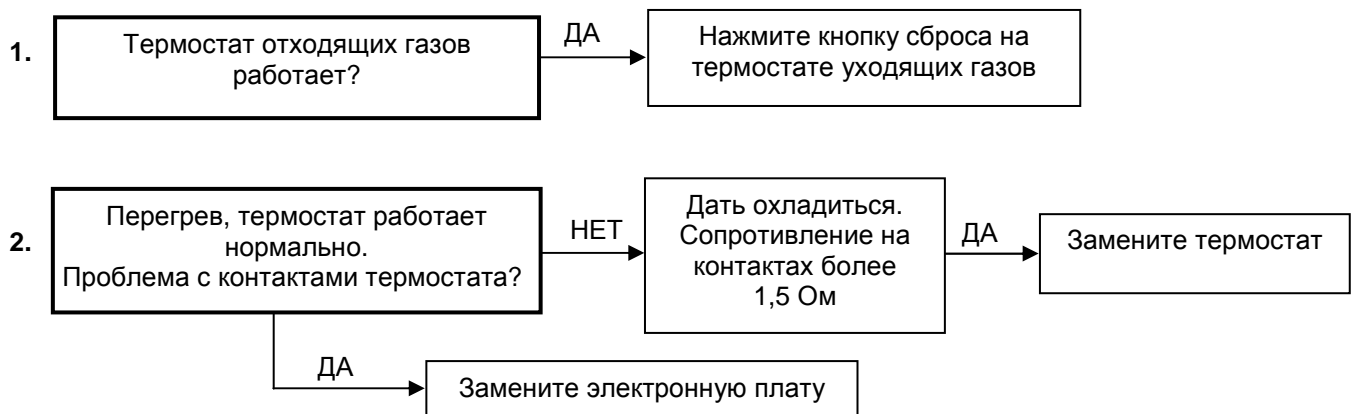 1.
Термостат отходящих газов
работает?
ДА
Нажмите кнопку сброса на
термостате уходящих газов
2.
Перегрев, термостат работает
нормально.
Проблема с контактами термостата?
НЕТ
Дать охладиться.
Сопротивление на
контактах более
1,5 Ом
ДА
Замените термостат
ДА
Замените электронную плату